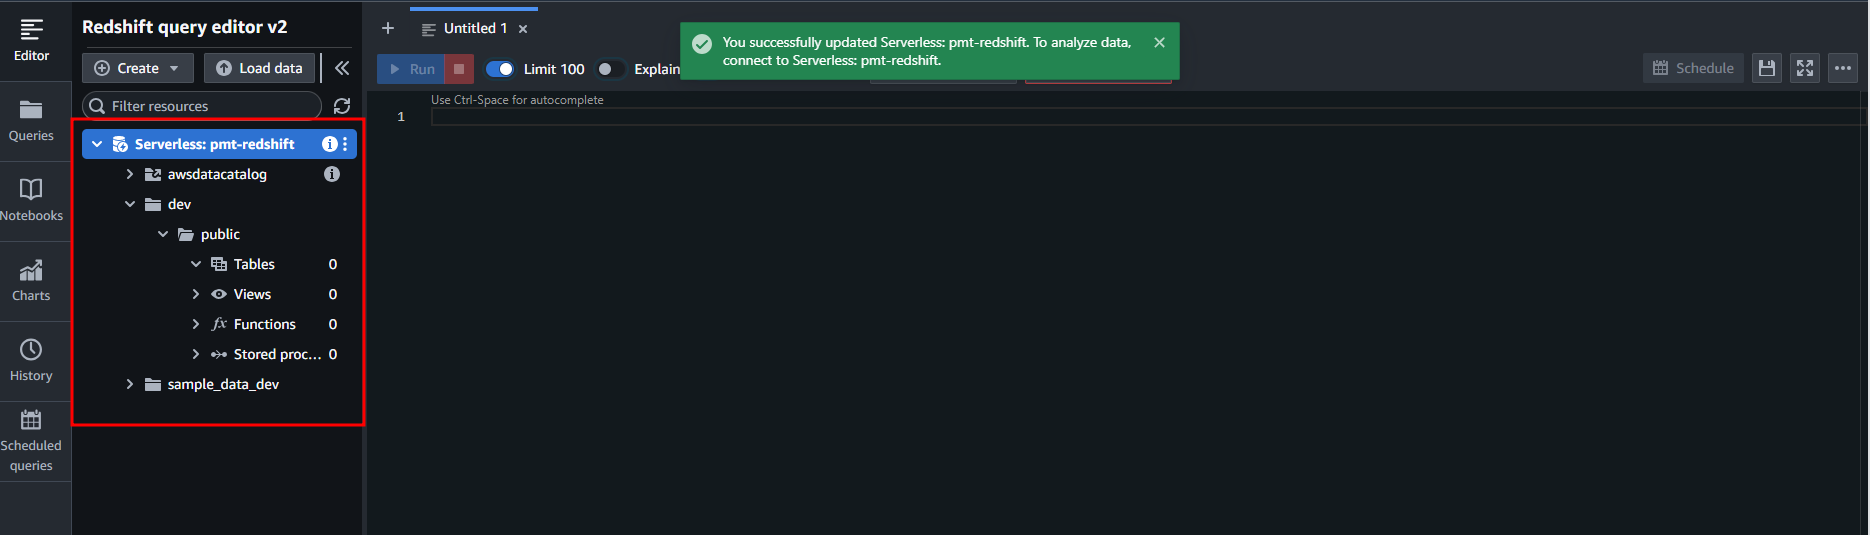 Redshift query editor v2
Editor
Create
Load data
Filter resources
Queries
Notebooks
Charts
History
Scheduled
queries
Serverless: pmt-redshift
awsdatacatalog
dev
public
Tables 0
Views 0
fx Functions 0
Stored proc... 0
sample_data_dev
Untitled 1
Run
Limit 100
Explain
You successfully updated Serverless: pmt-redshift. To analyze data,
connect to Serverless: pmt-redshift.
Schedule
Use Ctrl-Space for autocomplete
1